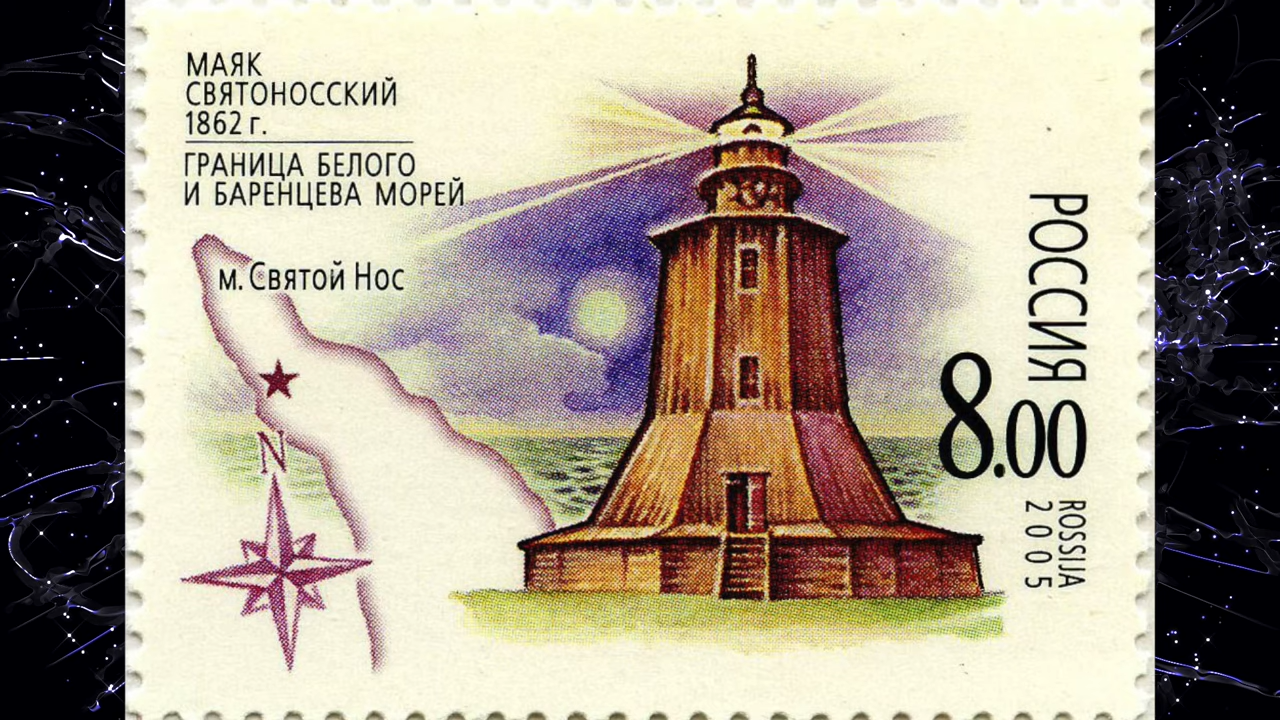 МАЯК
СВЯТОНОССКИЙ
1862 г.
ГРАНИЦА БЕЛОГО
И БАРЕНЦЕВА МОРЕЙ
м. Святой Нос
N
РОССИЯ
8.00
ROSSIJA
2005